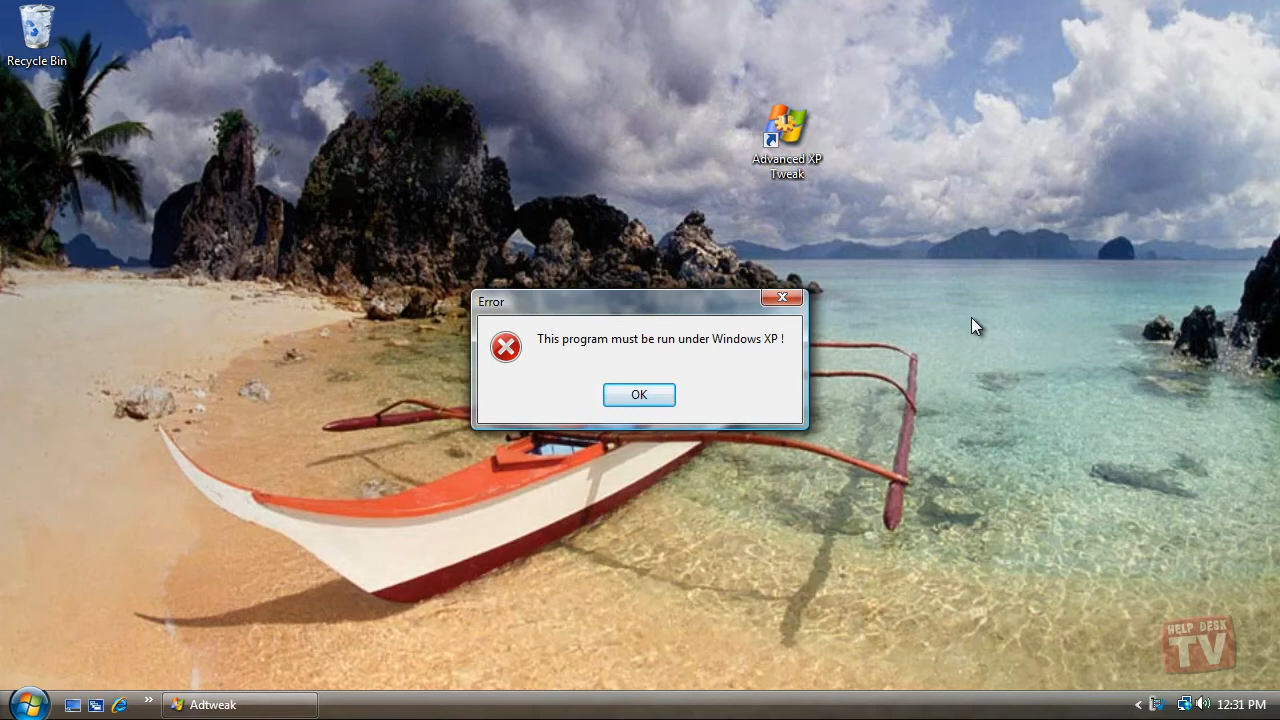 Recycle Bin
Advanced XP
Tweak
Error
This program must be run under Windows XP !
OK
HELP DESK
TV
Adtweak
12:31 PM